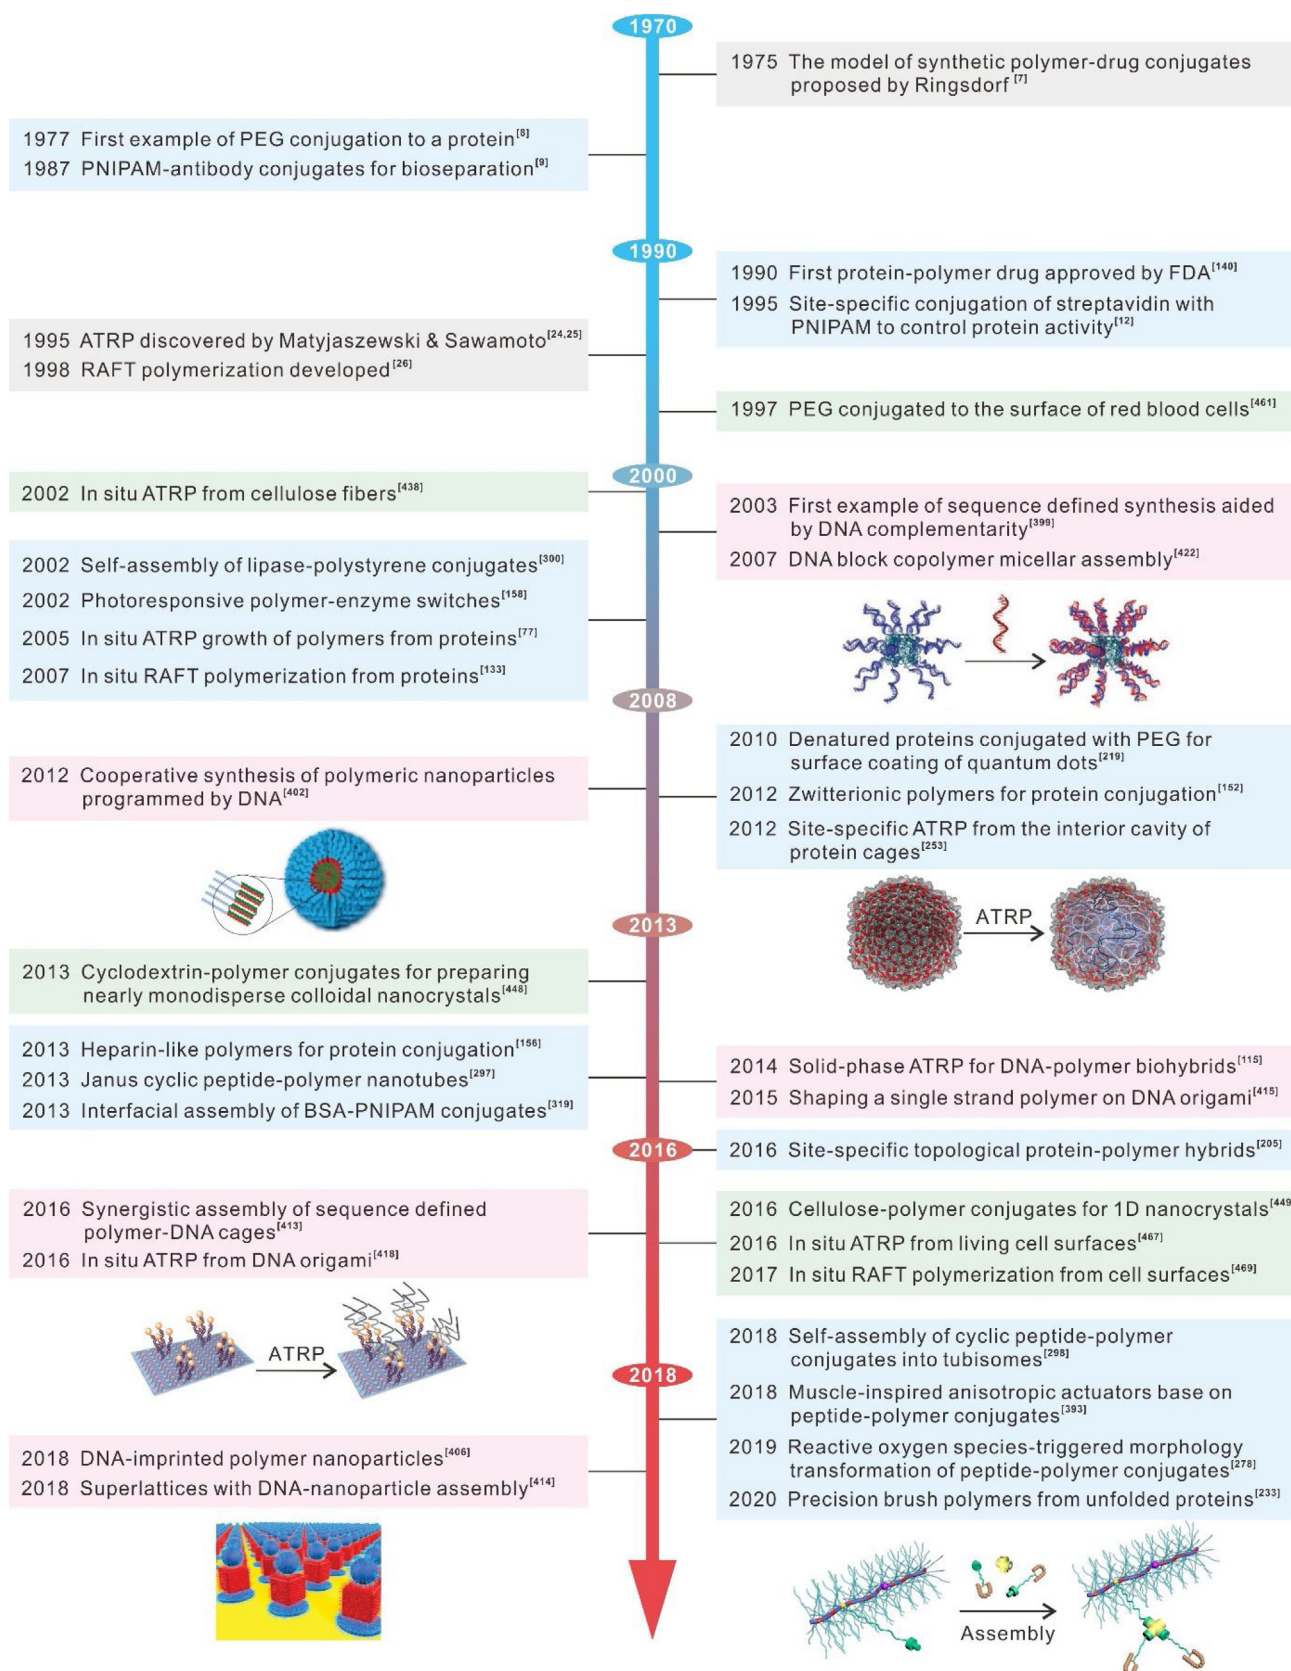 1970
1975 The model of synthetic polymer-drug conjugates
proposed by Ringsdorf [7]
1977 First example of PEG conjugation to a protein[8]
1987 PNIPAM-antibody conjugates for bioseparation[9]
1990
1990 First protein-polymer drug approved by FDA[140]
1995 Site-specific conjugation of streptavidin with
PNIPAM to control protein activity[12]
1995 ATRP discovered by Matyjaszewski & Sawamoto[24,25]
1998 RAFT polymerization developed[26]
1997 PEG conjugated to the surface of red blood cells[461]
2000
2002 In situ ATRP from cellulose fibers[438]
2003 First example of sequence defined synthesis aided
by DNA complementarity[399]
2007 DNA block copolymer micellar assembly[422]
2002 Self-assembly of lipase-polystyrene conjugates[300]
2002 Photoresponsive polymer-enzyme switches[158]
2005 In situ ATRP growth of polymers from proteins[77]
2007 In situ RAFT polymerization from proteins[133]
2008
2010 Denatured proteins conjugated with PEG for
surface coating of quantum dots[219]
2012 Zwitterionic polymers for protein conjugation[152]
2012 Site-specific ATRP from the interior cavity of
protein cages[253]
2012 Cooperative synthesis of polymeric nanoparticles
programmed by DNA[402]
ATRP
2013
2013 Cyclodextrin-polymer conjugates for preparing
nearly monodisperse colloidal nanocrystals[448]
2013 Heparin-like polymers for protein conjugation[156]
2013 Janus cyclic peptide-polymer nanotubes[297]
2013 Interfacial assembly of BSA-PNIPAM conjugates[319]
2014 Solid-phase ATRP for DNA-polymer biohybrids[115]
2015 Shaping a single strand polymer on DNA origami[415]
2016
2016 Site-specific topological protein-polymer hybrids[205]
2016 Synergistic assembly of sequence defined
polymer-DNA cages[413]
2016 In situ ATRP from DNA origami[418]
2016 Cellulose-polymer conjugates for 1D nanocrystals[449
2016 In situ ATRP from living cell surfaces[467]
2017 In situ RAFT polymerization from cell surfaces[469]
ATRP
2018
2018 Self-assembly of cyclic peptide-polymer
conjugates into tubisomes[298]
2018 Muscle-inspired anisotropic actuators base on
peptide-polymer conjugates[393]
2019 Reactive oxygen species-triggered morphology
transformation of peptide-polymer conjugates[278]
2020 Precision brush polymers from unfolded proteins[233]
2018 DNA-imprinted polymer nanoparticles[406]
2018 Superlattices with DNA-nanoparticle assembly[414]
Assembly